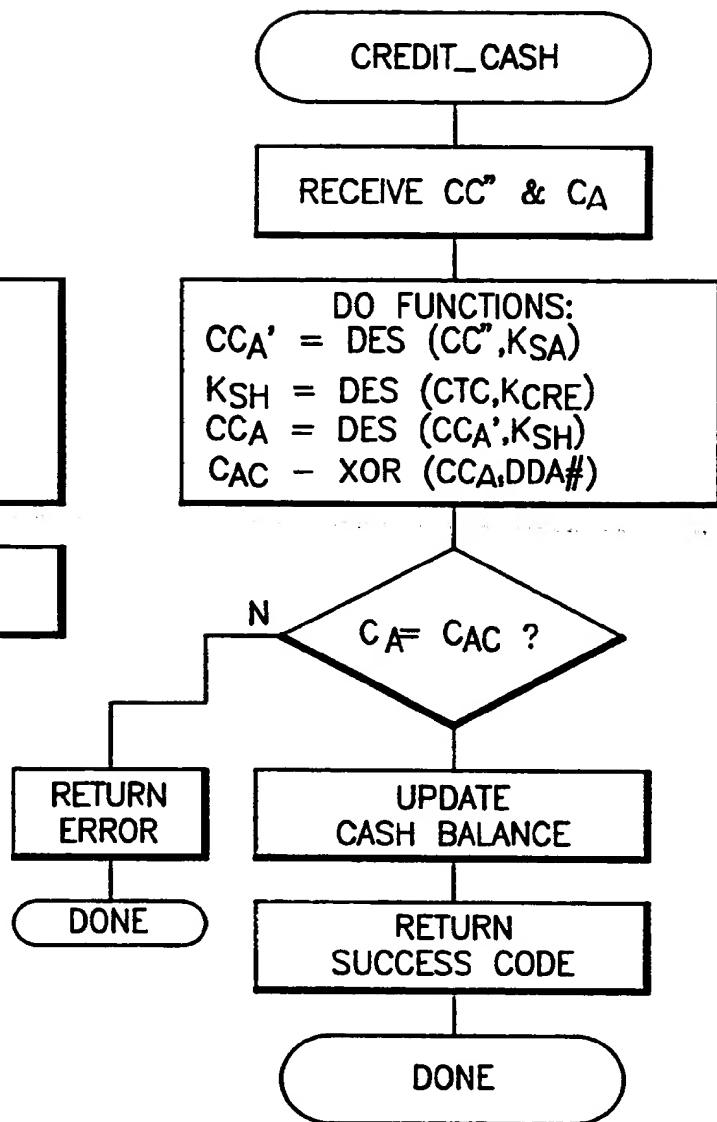 CREDIT_CASH
RECEIVE CC" & CA
DO FUNCTIONS:
CCA' = DES (CC",KSA)
KSH = DES (CTC,KCRE)
CCA = DES (CCA',KSH)
CAC - XOR (CCA,DDA#)
N
CA= CAC ?
RETURN
ERROR
UPDATE
CASH BALANCE
DONE
RETURN
SUCCESS CODE
DONE